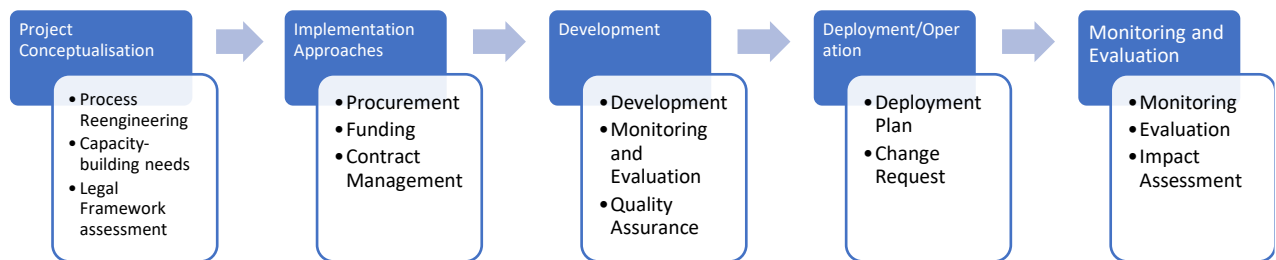 Project
Conceptualisation
• Process
Reengineering
• Capacity-
building needs
• Legal
Framework
assessment
Implementation
Approaches
• Procurement
• Funding
• Contract
Management
Development
• Development
• Monitoring
and
Evaluation
• Quality
Assurance
Deployment/Oper
ation
• Deployment
Plan
• Change
Request
Monitoring and
Evaluation
• Monitoring
• Evaluation
• Impact
Assessment